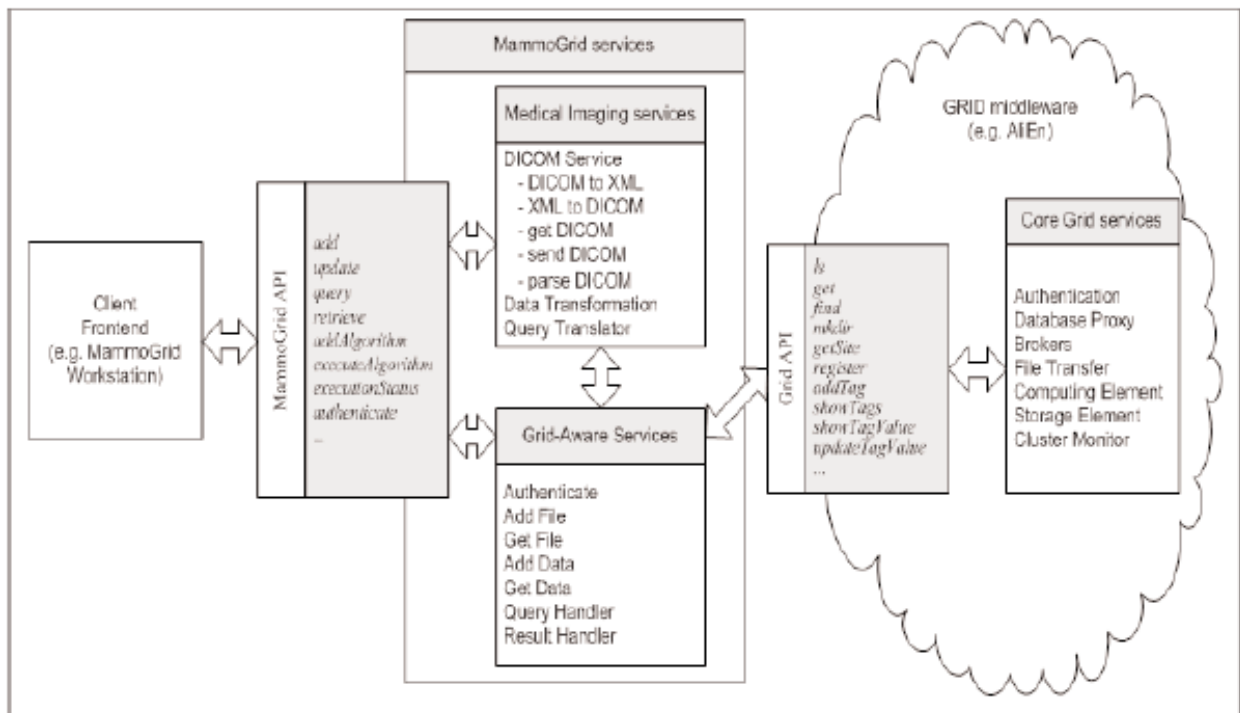 MammoGrid services
Medical Imaging services
DICOM Service
- DICOM to XML
- XML to DICOM
- get DICOM
- send DICOM
- parse DICOM
Data Transformation
Query Translator
Client
Frontend
(e.g. MammoGrid
Workstation)
MammoGrid API
add
update
query
retrieve
addAlgorithm
executeAlgorithm
executionStatus
authenticate
...
Grid-Aware Services
Authenticate
Add File
Get File
Add Data
Get Data
Query Handler
Result Handler
GRID middleware
(e.g. AliEn)
Grid API
ls
get
find
mkdir
getSite
register
addTag
showTags
showTagValue
updateTagValue
...
Core Grid services
Authentication
Database Proxy
Brokers
File Transfer
Computing Element
Storage Element
Cluster Monitor